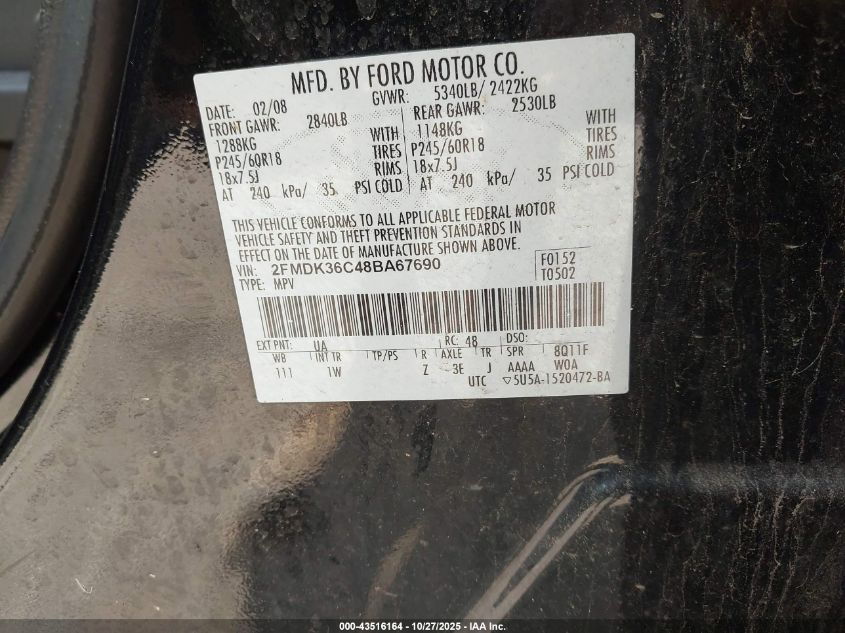 MFD. BY FORD MOTOR CO.
DATE: 02/08 GVWR: 5340LB/ 2422KG
FRONT GAWR: 2840LB REAR GAWR: 2530LB
1288KG WITH 1148KG WITH
P245/60R18 TIRES P245/60R18 TIRES
18x7.5J RIMS 18x7.5J RIMS
AT 240 kPa/ 35 PSI COLD AT 240 kPa/ 35 PSI COLD
THIS VEHICLE CONFORMS TO ALL APPLICABLE FEDERAL MOTOR
VEHICLE SAFETY AND THEFT PREVENTION STANDARDS IN
EFFECT ON THE DATE OF MANUFACTURE SHOWN ABOVE.
VIN: 2FMDK36C48BA67690 F0152
TYPE: MPV T0502
EXT PNT: UA RC: 48 DSO:
WB INT TR TP/PS R AXLE TR SPR 8Q11F
111 1W Z 3E J AAAA WOA
UTC ▽5U5A-1520472-BA
000-43516164 - 10/27/2025 - IAA Inc.